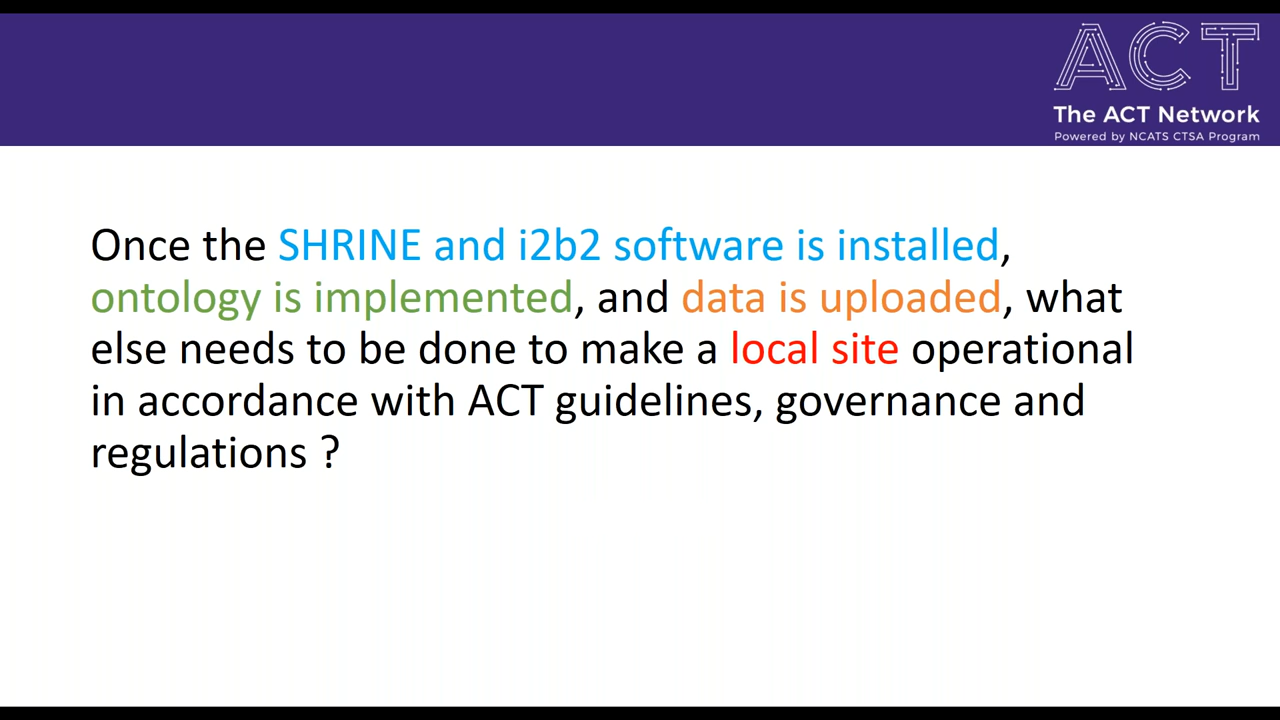 ACT
The ACT Network
Powered by NCATS CTSA Program
Once the SHRINE and i2b2 software is installed,
ontology is implemented, and data is uploaded, what
else needs to be done to make a local site operational
in accordance with ACT guidelines, governance and
regulations ?